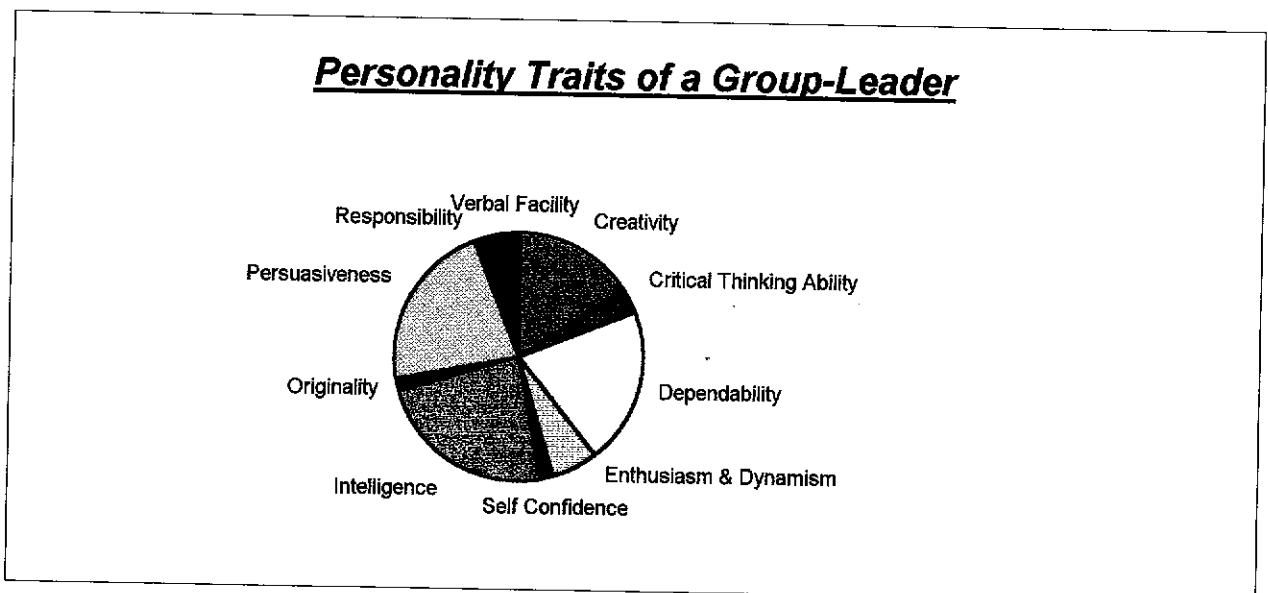 Personality Traits of a Group-Leader
Verbal Facility
Creativity
Critical Thinking Ability
Dependability
Enthusiasm & Dynamism
Self Confidence
Intelligence
Originality
Persuasiveness
Responsibility